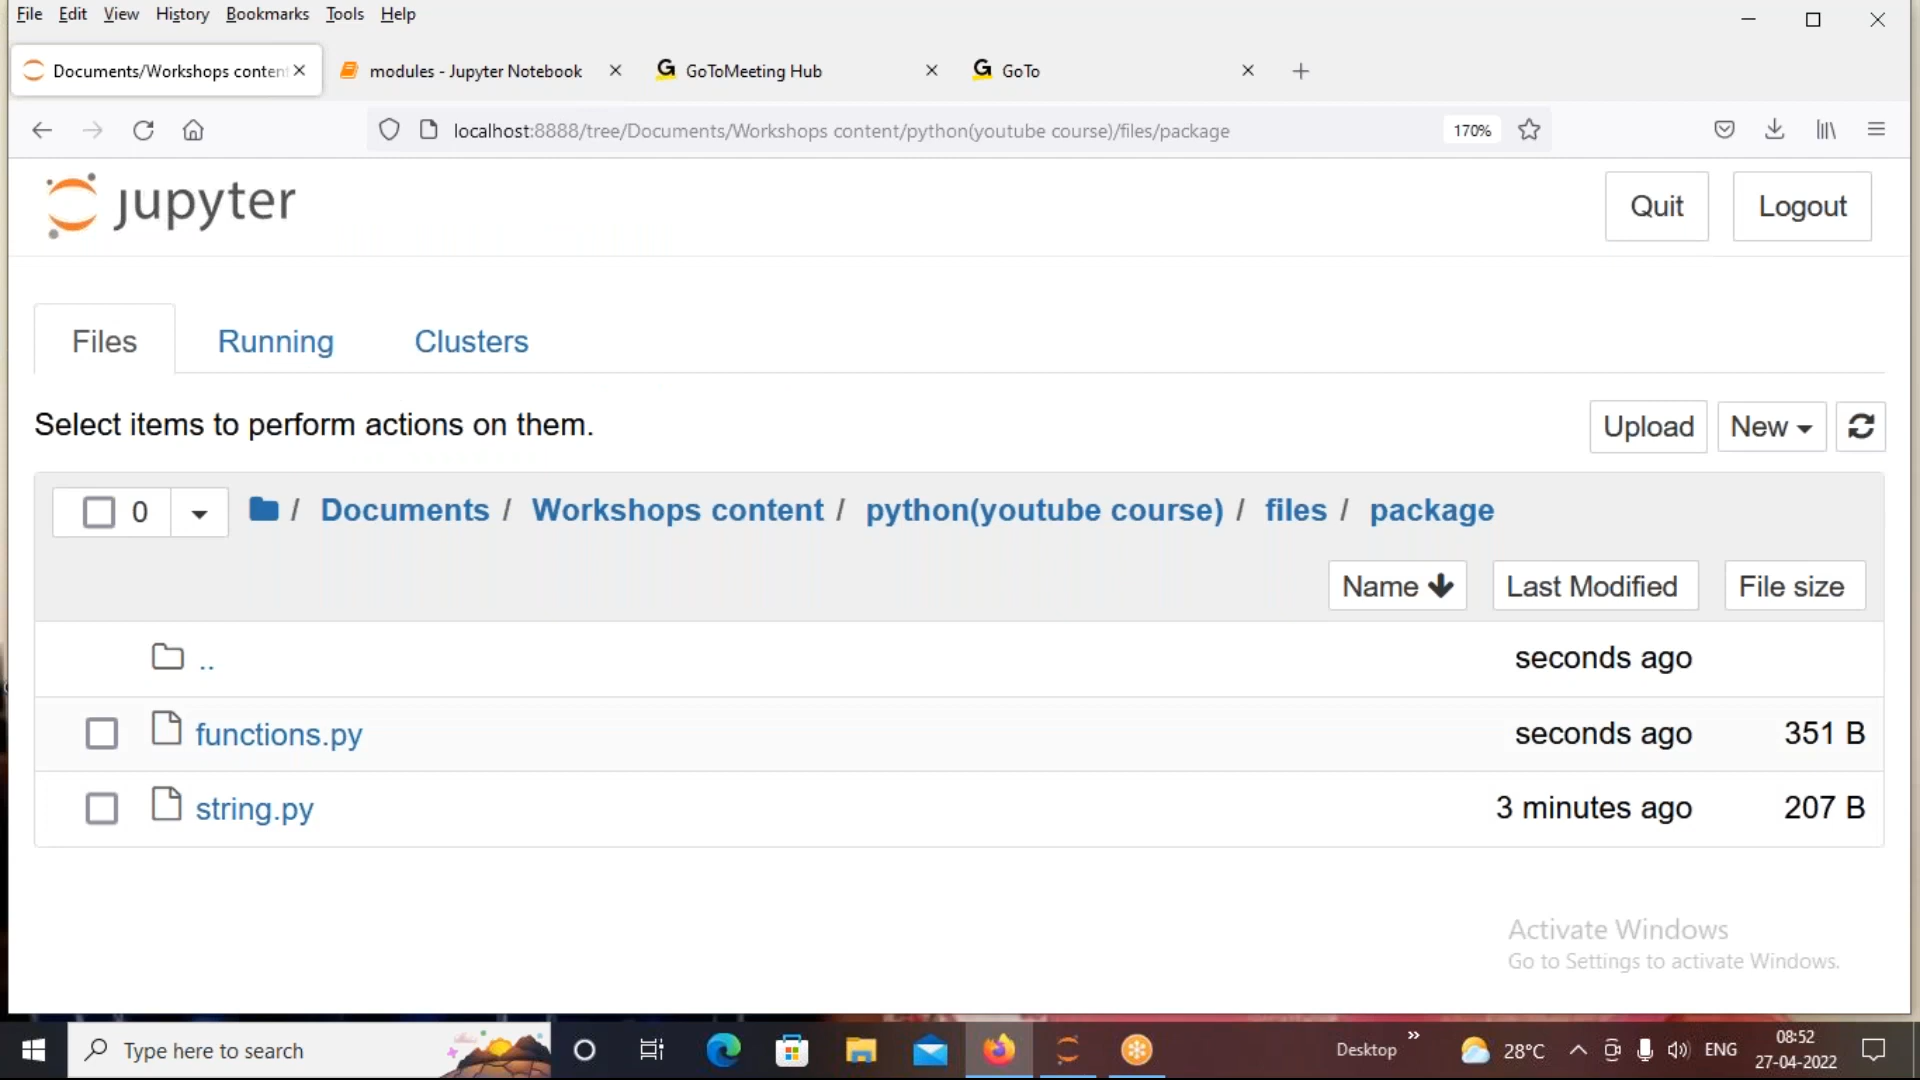 File Edit View History Bookmarks Tools Help
Documents/Workshops content
modules - Jupyter Notebook
G GoToMeeting Hub
G GoTo
localhost:8888/tree/Documents/Workshops content/python(youtube course)/files/package
170%
jupyter
Quit
Logout
Files
Running
Clusters
Select items to perform actions on them.
Upload
New
0
/ Documents / Workshops content / python(youtube course) / files / package
Name
Last Modified
File size
.. seconds ago
functions.py seconds ago 351 B
string.py 3 minutes ago 207 B
Activate Windows
Go to Settings to activate Windows.
Type here to search
Desktop
28°C
ENG
08:52
27-04-2022